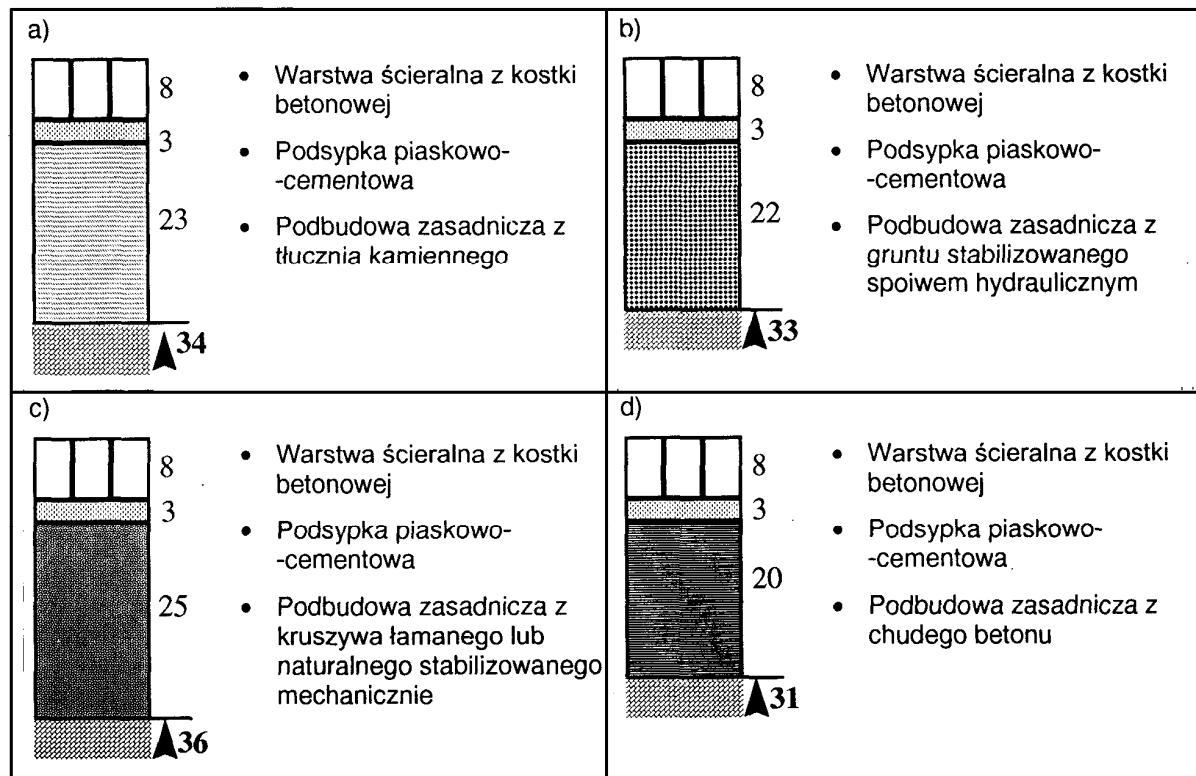 a)
8
3
23
34
• Warstwa ścieralna z kostki
betonowej
• Podsypka piaskowo-
-cementowa
• Podbudowa zasadnicza z
tłucznia kamiennego
b)
8
3
22
33
• Warstwa ścieralna z kostki
betonowej
• Podsypka piaskowo-
-cementowa
• Podbudowa zasadnicza z
gruntu stabilizowanego
spoiwem hydraulicznym
c)
8
3
25
36
• Warstwa ścieralna z kostki
betonowej
• Podsypka piaskowo-
-cementowa
• Podbudowa zasadnicza z
kruszywa łamanego lub
naturalnego stabilizowanego
mechanicznie
d)
8
3
20
31
• Warstwa ścieralna z kostki
betonowej
• Podsypka piaskowo-
-cementowa
• Podbudowa zasadnicza z
chudego betonu